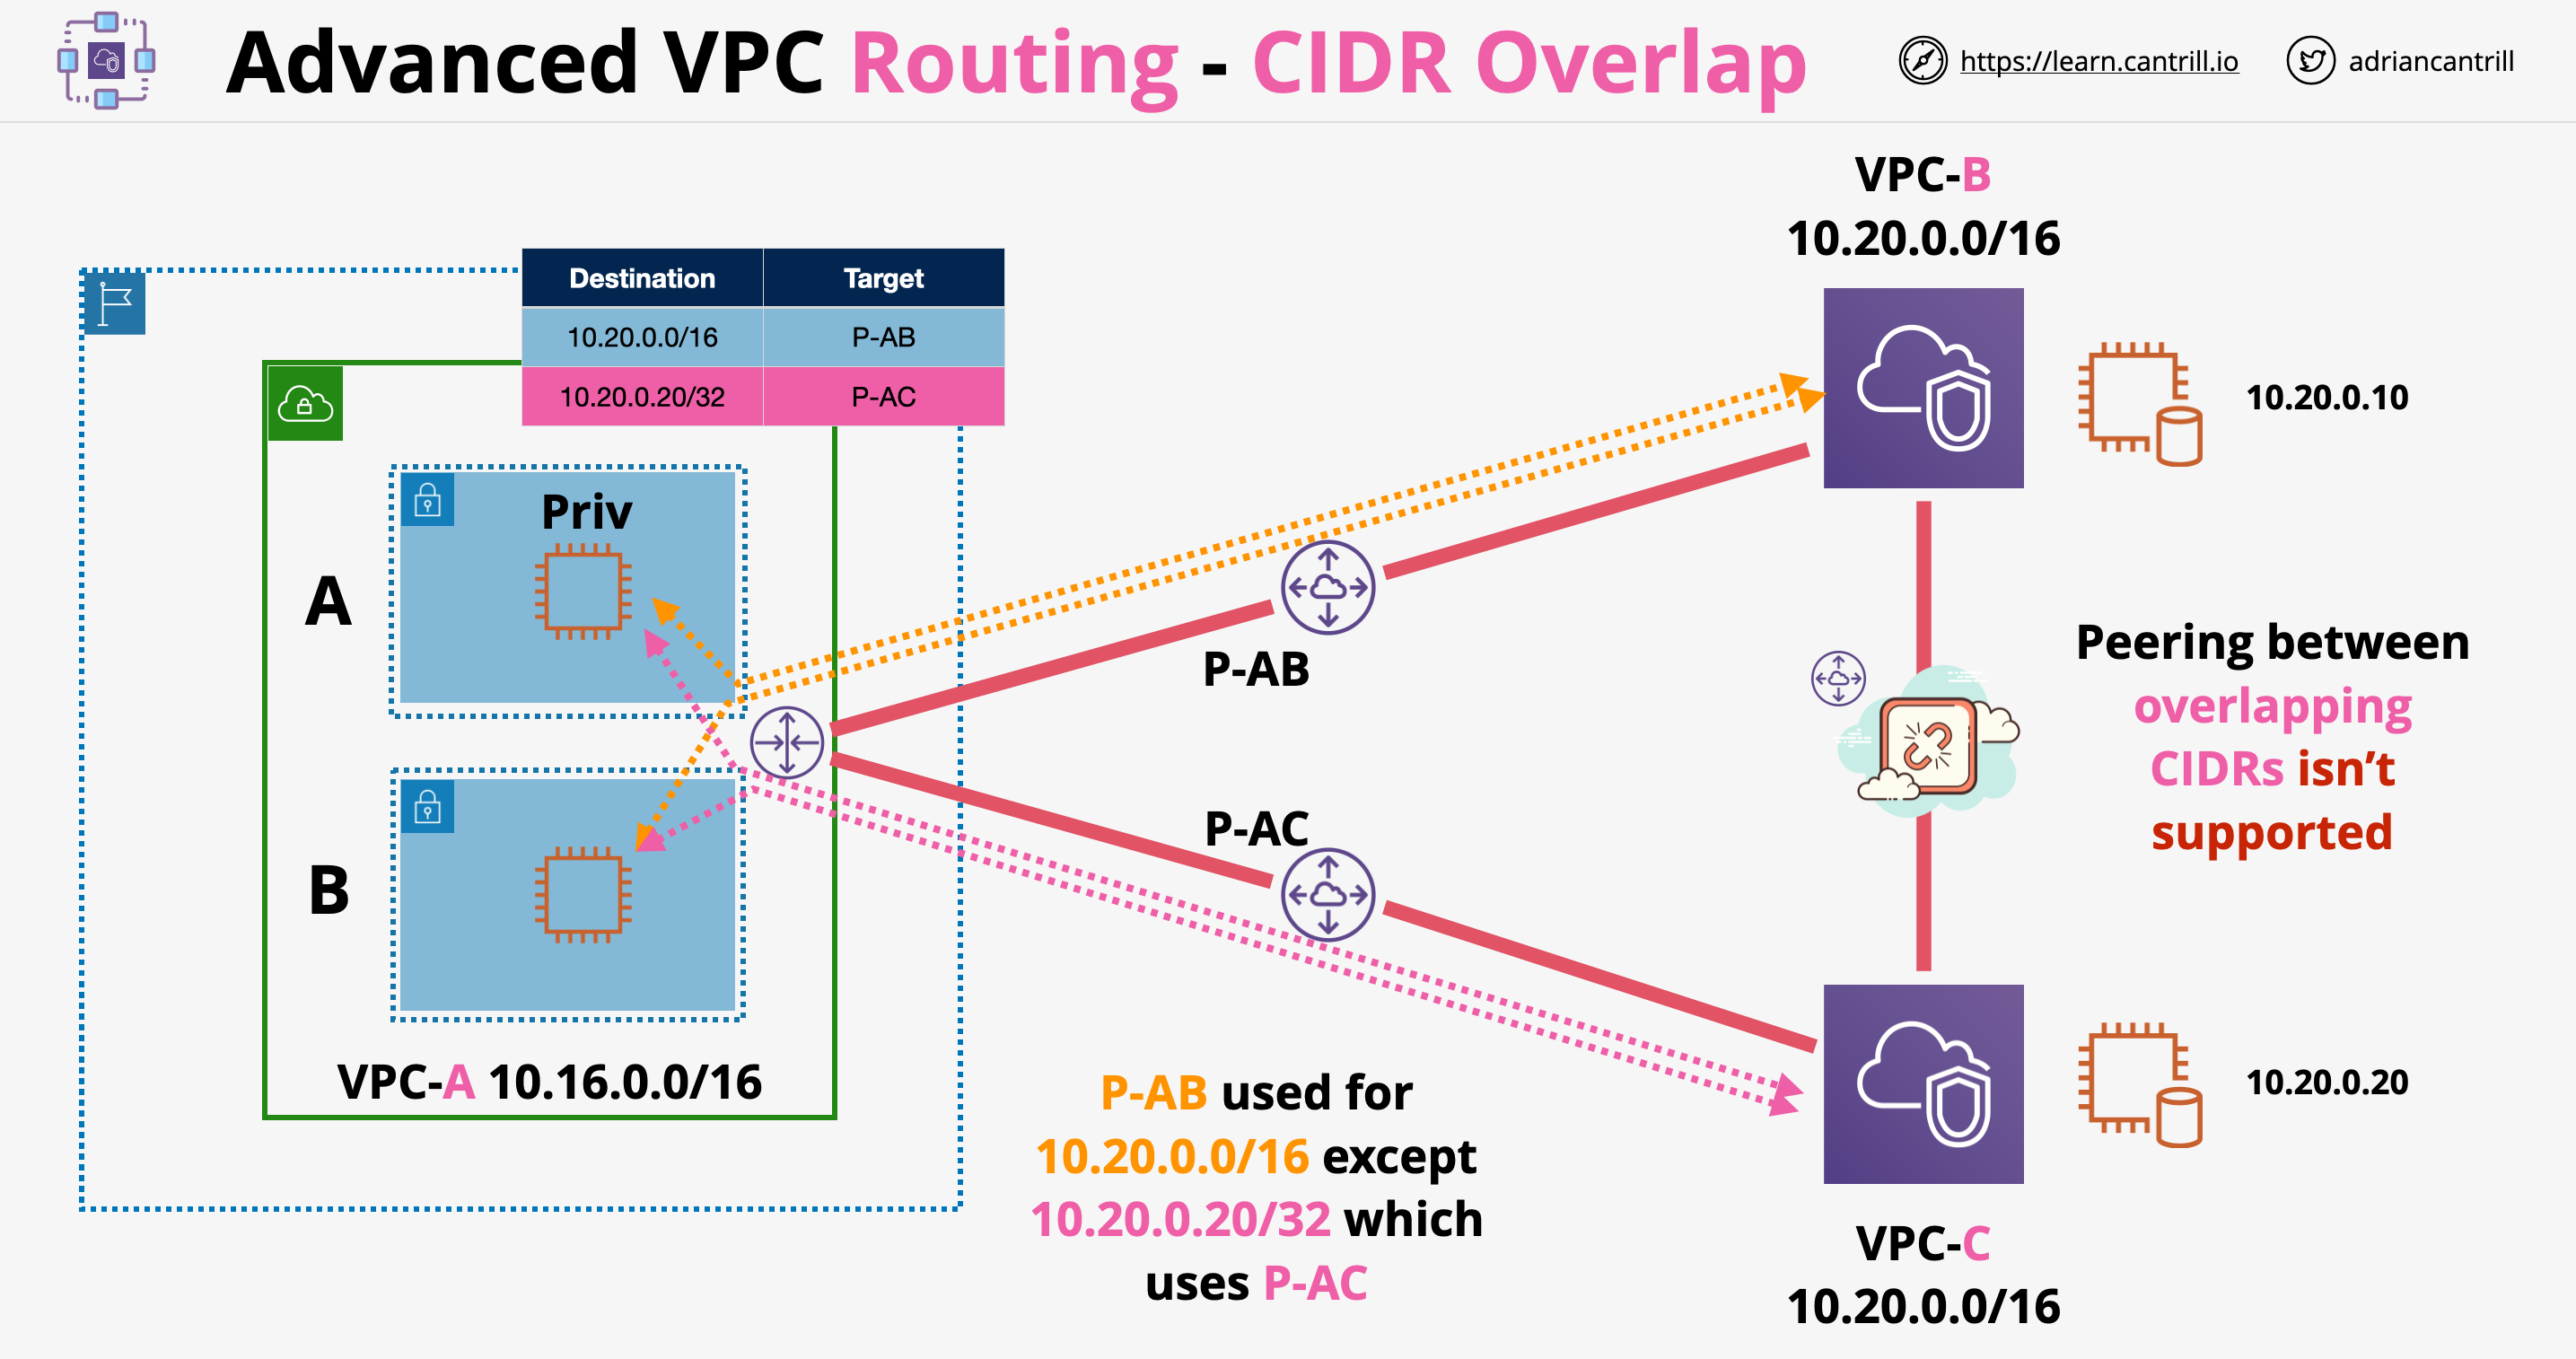 Advanced VPC Routing - CIDR Overlap
https://learn.cantrill.io
adriancantrill
VPC-B
10.20.0.0/16
Destination Target
10.20.0.0/16 P-AB
10.20.0.20/32 P-AC
10.20.0.10
Priv
A
P-AB
Peering between
overlapping
CIDRs isn’t
supported
P-AC
B
VPC-A 10.16.0.0/16
P-AB used for
10.20.0.0/16 except
10.20.0.20/32 which
uses P-AC
10.20.0.20
VPC-C
10.20.0.0/16